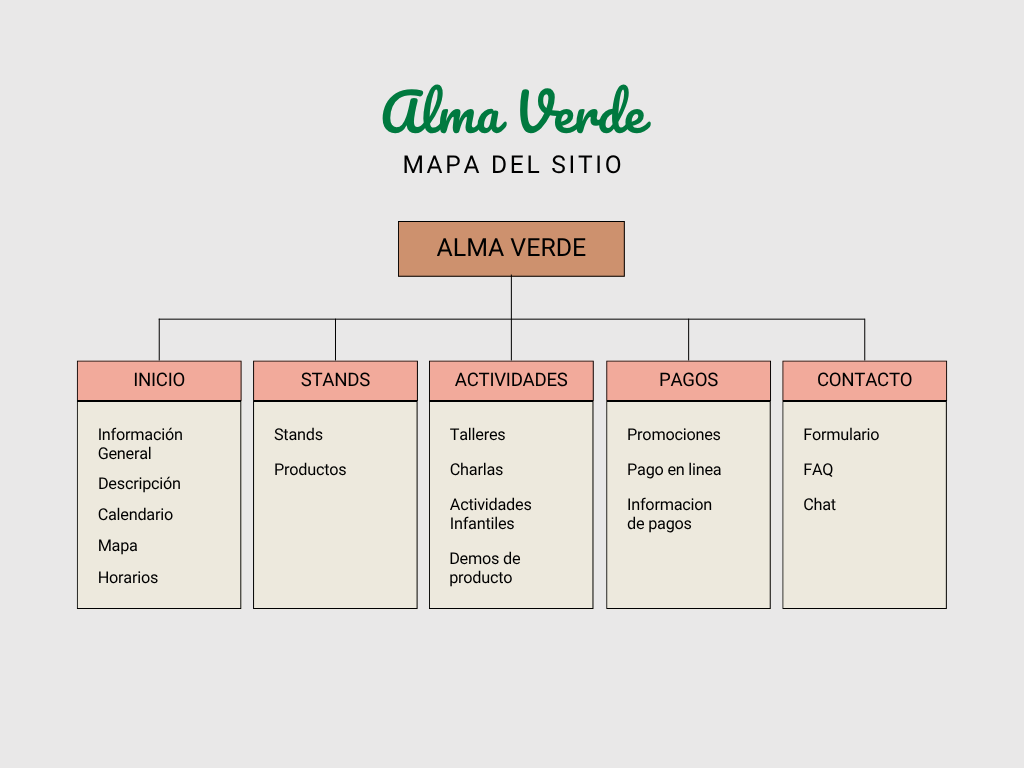 Alma Verde
MAPA DEL SITIO
ALMA VERDE
INICIO
Información
General
Descripción
Calendario
Mapa
Horarios
STANDS
Stands
Productos
ACTIVIDADES
Talleres
Charlas
Actividades
Infantiles
Demos de
producto
PAGOS
Promociones
Pago en linea
Informacion
de pagos
CONTACTO
Formulario
FAQ
Chat